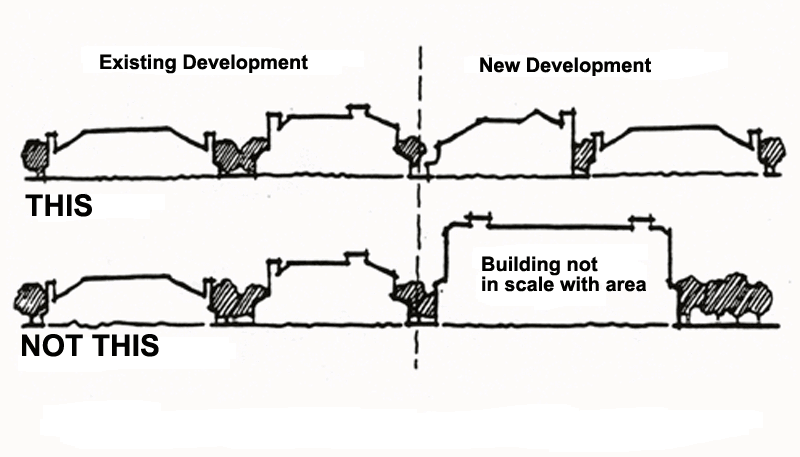 Existing Development
New Development
THIS
Building not
in scale with area
NOT THIS